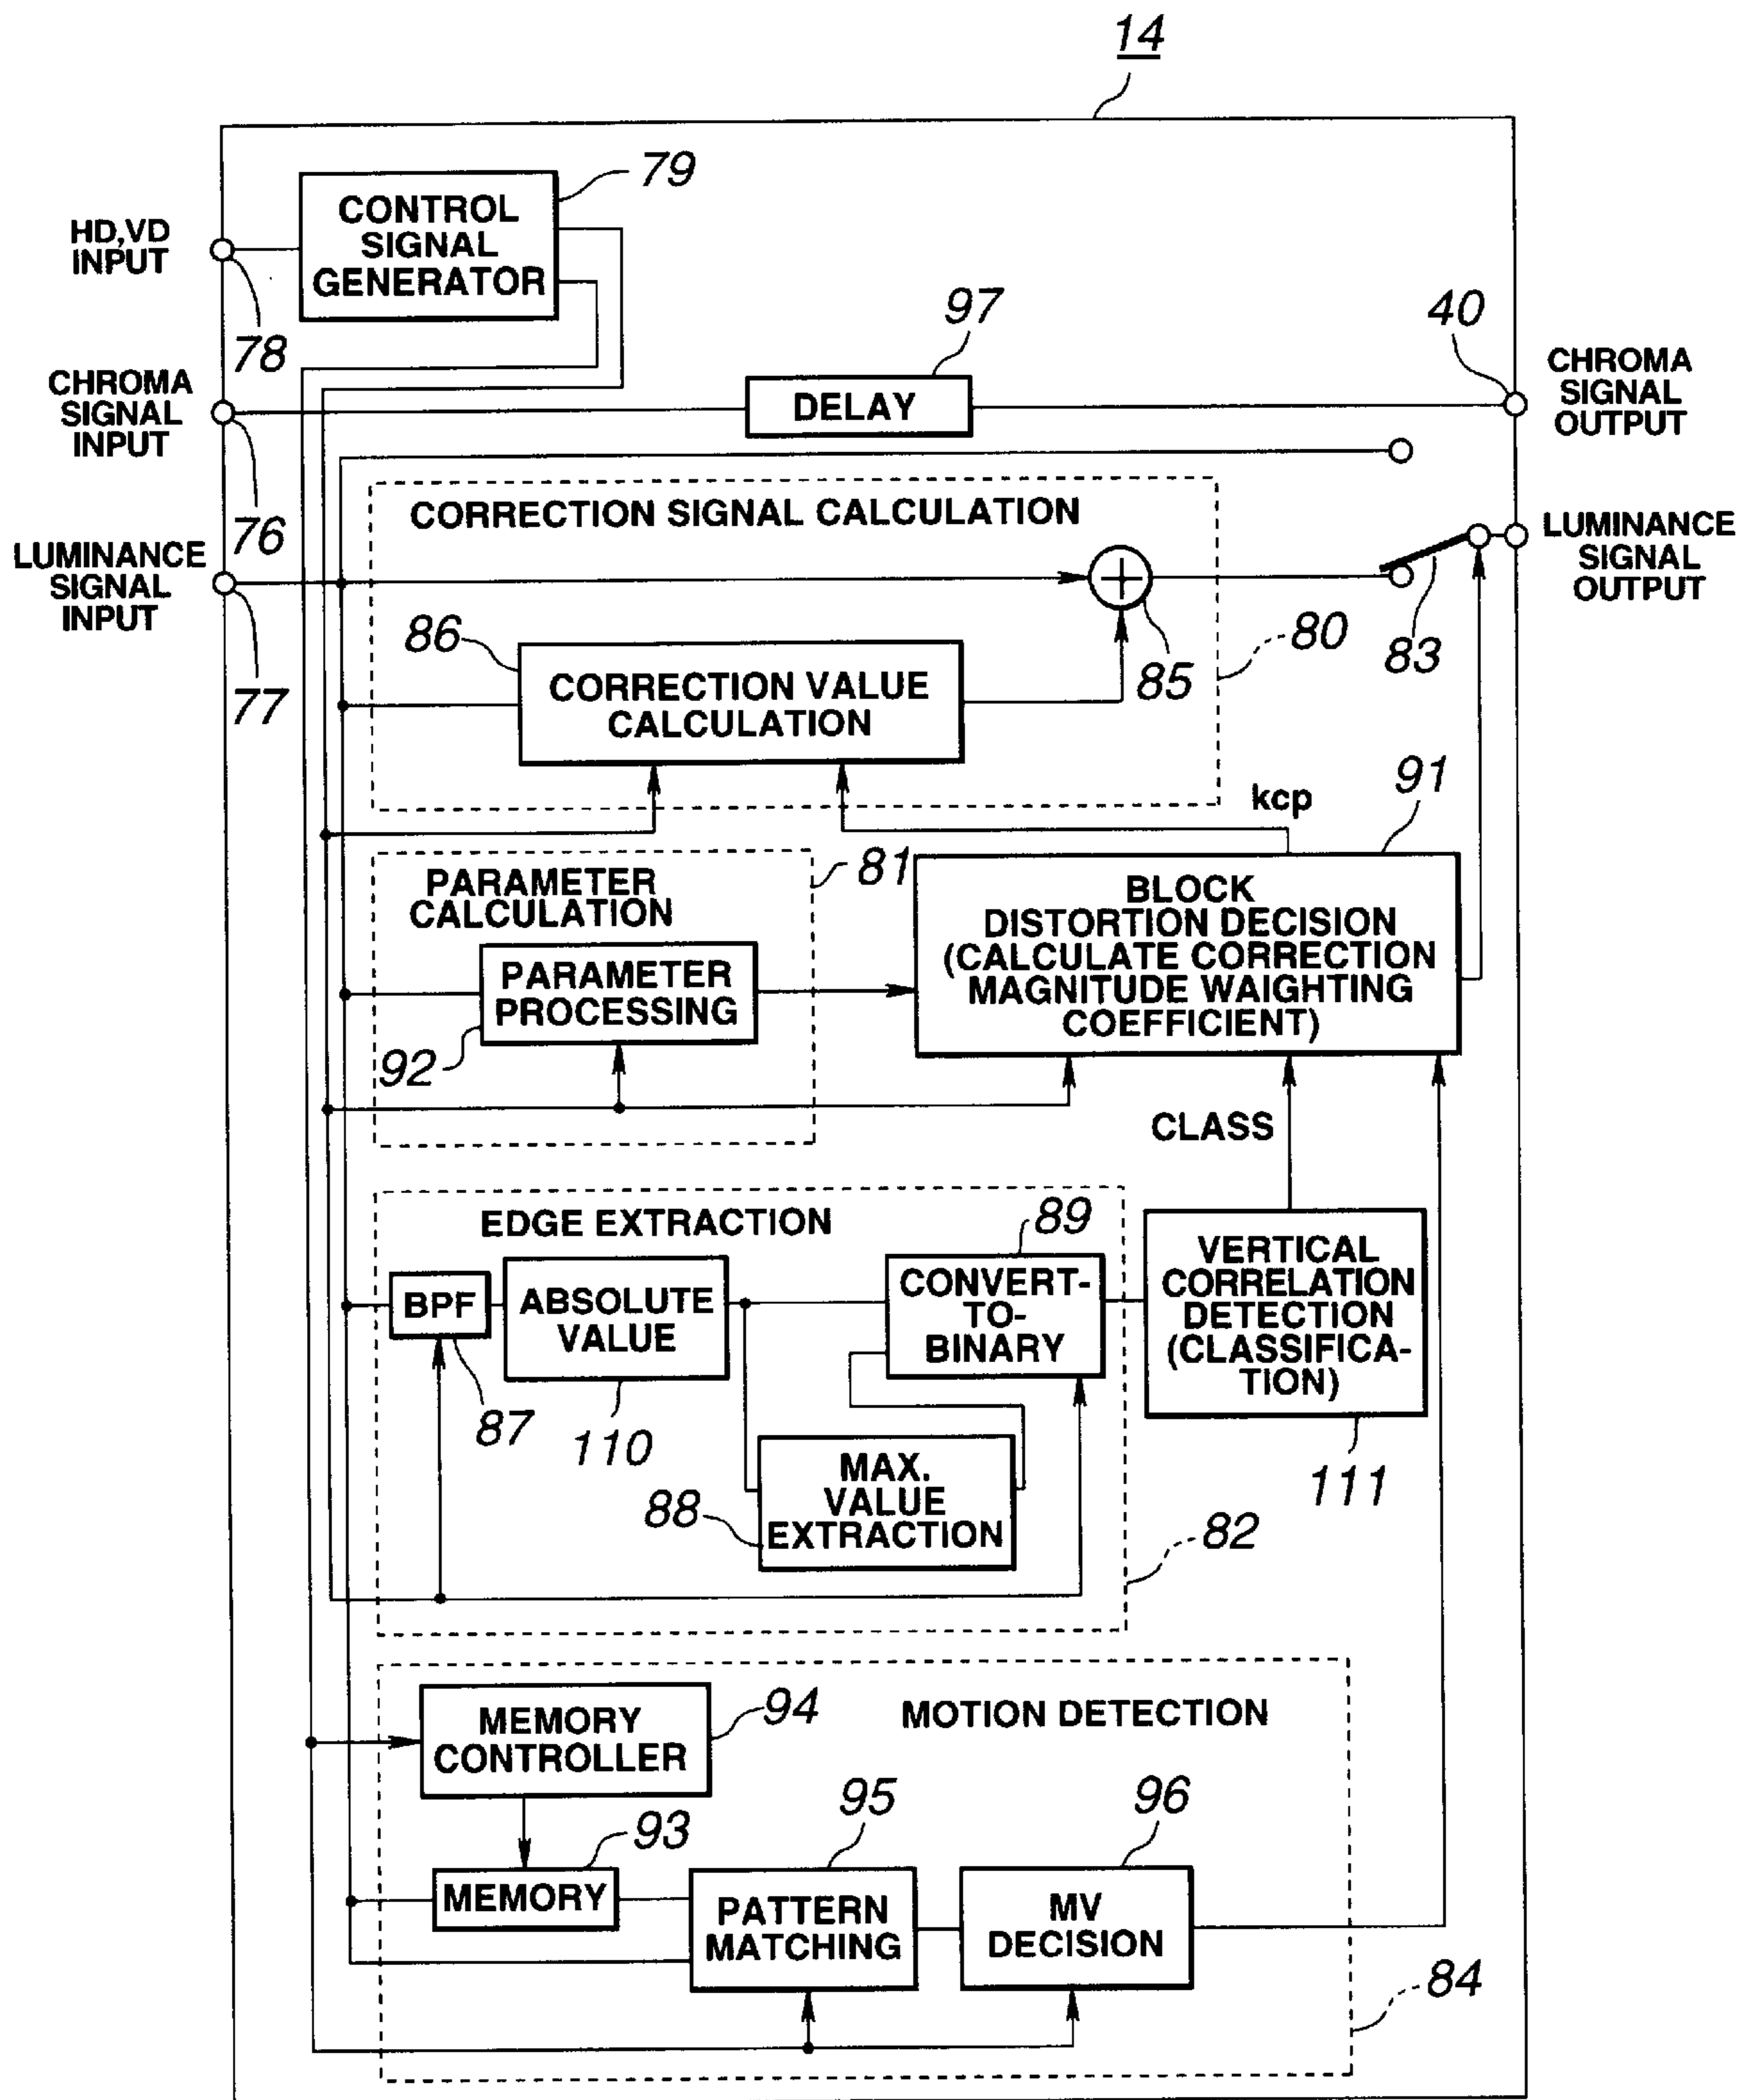 14
79
CONTROL
SIGNAL
GENERATOR
HD,VD
INPUT
78
97
40
CHROMA
SIGNAL
INPUT
DELAY
CHROMA
SIGNAL
OUTPUT
76
CORRECTION SIGNAL CALCULATION
LUMINANCE
SIGNAL
INPUT
LUMINANCE
SIGNAL
OUTPUT
77
86
85
80
83
CORRECTION VALUE
CALCULATION
kcp
91
81
PARAMETER
CALCULATION
PARAMETER
PROCESSING
92
BLOCK
DISTORTION DECISION
(CALCULATE CORRECTION
MAGNITUDE WAIGHTING
COEFFICIENT)
CLASS
EDGE EXTRACTION
89
BPF
ABSOLUTE
VALUE
CONVERT-
TO-
BINARY
VERTICAL
CORRELATION
DETECTION
(CLASSIFICA-
TION)
87
110
111
88
MAX.
VALUE
EXTRACTION
82
MEMORY
CONTROLLER
94
MOTION DETECTION
93
95
96
MEMORY
PATTERN
MATCHING
MV
DECISION
84